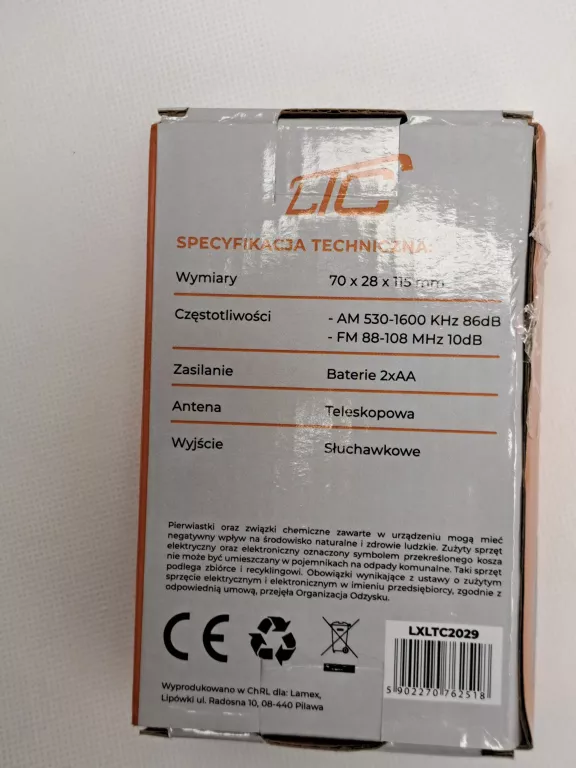 LTC
SPECYFIKACJA TECHNICZNA:
Wymiary 70 x 28 x 115 mm
Częstotliwości - AM 530-1600 KHz 86dB
- FM 88-108 MHz 10dB
Zasilanie Baterie 2xAA
Antena Teleskopowa
Wyjście Słuchawkowe
Pierwiastki oraz związki chemiczne zawarte w urządzeniu mogą mieć
negatywny wpływ na środowisko naturalne i zdrowie ludzkie. Zużyty sprzęt
elektryczny oraz elektroniczny oznaczony symbolem przekreślonego kosza
nie może być umieszczany w pojemnikach na odpady komunalne. Taki sprzęt
podlega zbiórce i recyklingowi. Obowiązki wynikające z ustawy o zużytym
sprzęcie elektrycznym i elektronicznym w imieniu przedsiębiorcy, zgodnie z
odpowiednią umową, przejęła Organizacja Odzysku.
CE
LXLTC2029
5 902270 762518
Wyprodukowano w ChRL dla: Lamex,
Lipówki ul. Radosna 10, 08-440 Pilawa